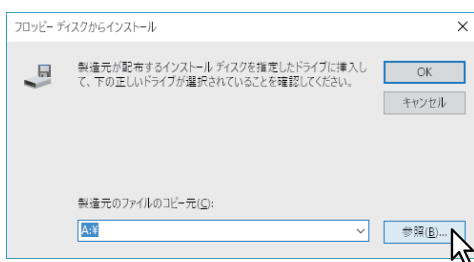 フロッピー ディスクからインストール
製造元が配布するインストール ディスクを指定したドライブに挿入し
て、下の正しいドライブが選択されていることを確認してください。
OK
キャンセル
製造元のファイルのコピー元(C):
A:¥
参照(B)...